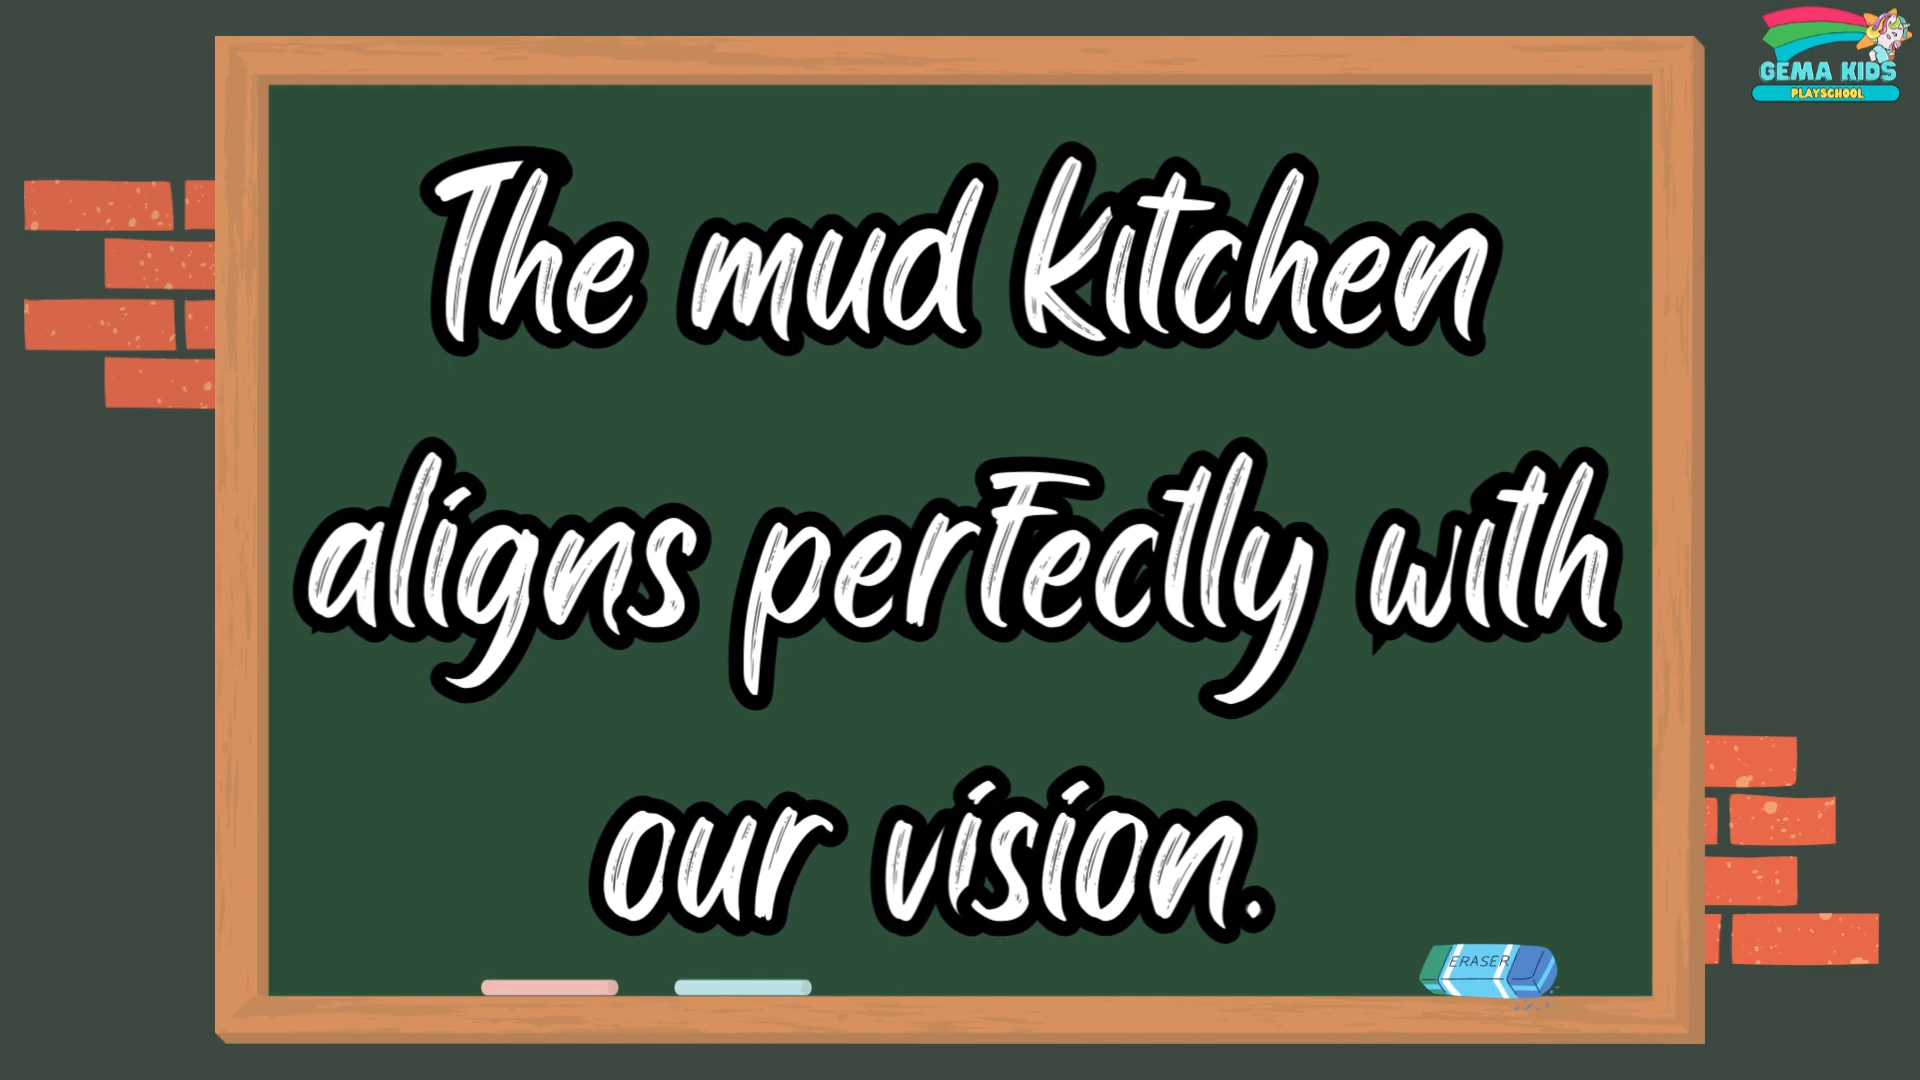 GEMA KIDS
PLAYSCHOOL
The mud kitchen
aligns perfectly with
our vision.
ERASER